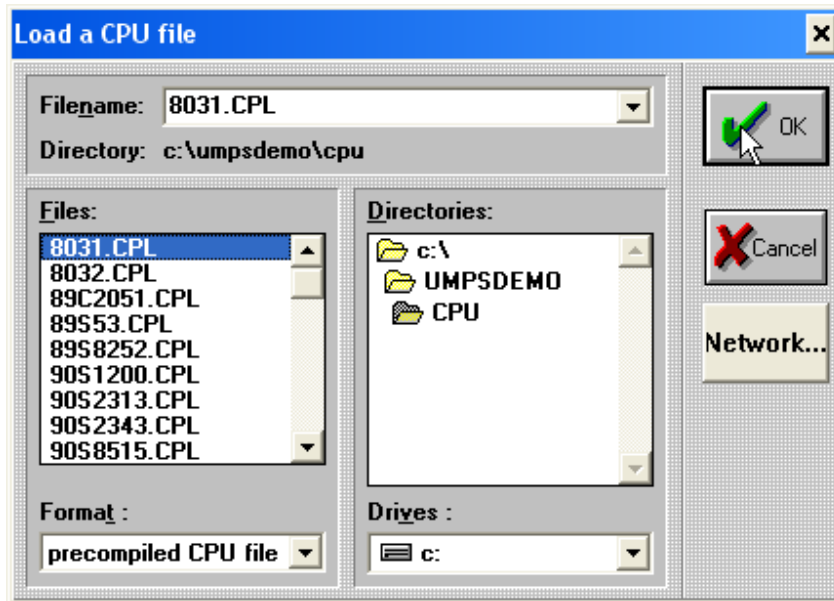 Load a CPU file
Filename: 8031.CPL
Directory: c:\umpsdemo\cpu
OK
Cancel
Network...
Files:
8031.CPL
8032.CPL
89C2051.CPL
89S53.CPL
89S8252.CPL
90S1200.CPL
90S2313.CPL
90S2343.CPL
90S8515.CPL
Directories:
c:\
UMPSDEMO
CPU
Format :
precompiled CPU file
Drives :
c: